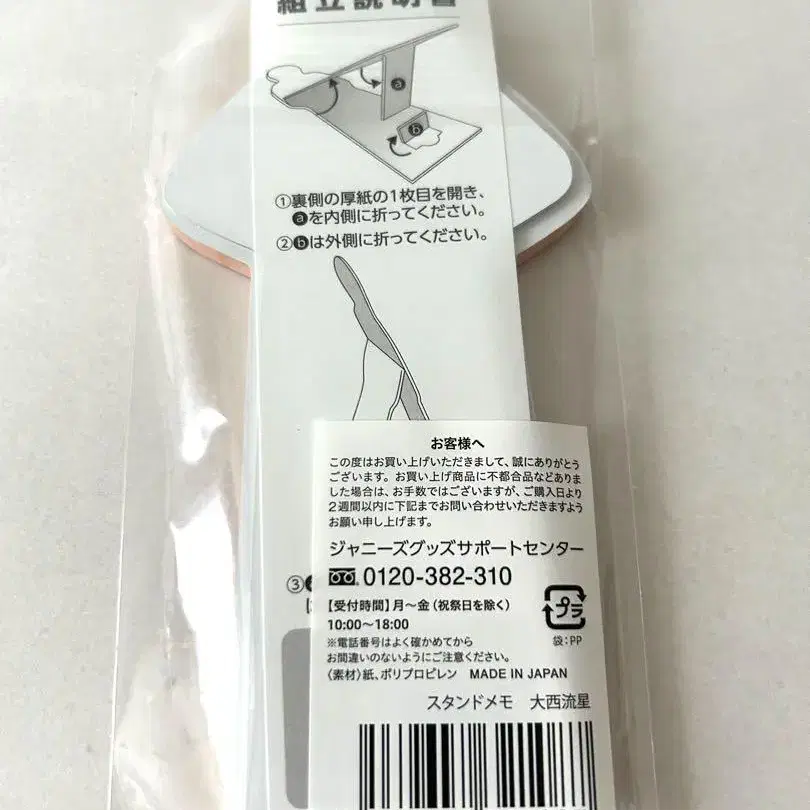 組立説明書
a
b
①裏側の厚紙の1枚目を開き、
ⓐを内側に折ってください。
②ⓑは外側に折ってください。
③
お客様へ
この度はお買い上げいただきまして、誠にありがとう
ございます。お買い上げ商品に不都合品などありま
した場合は、お手数ではございますが、ご購入日より
2週間以内に下記までお問い合わせいただきますよう
お願い申し上げます。
ジャニーズグッズサポートセンター
0120-382-310
【受付時間】月〜金（祝祭日を除く）
10:00〜18:00
※電話番号はよく確かめてから
お間違いのないようにご注意ください。
プラ
袋：PP
〈素材〉紙、ポリプロピレン MADE IN JAPAN
スタンドメモ 大西流星